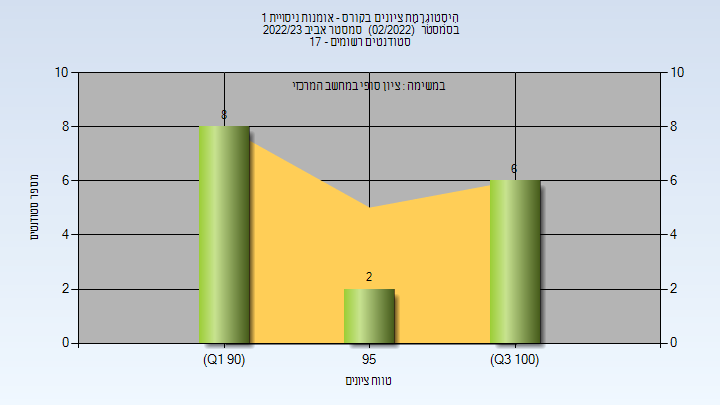 הִיסטוֹגרָמַת ציונים בקורס - אומנות ניסויית 1
בסמסטר (02/2022) סמסטר אביב 2022/23
סטודנטים רשומים - 17
במשימה : ציון סופי במחשב המרכזי
10 10
8 8
6 6
4 4
2 2
0 0
8
2
6
מספר סטודנטים
(Q1 90) 95 (Q3 100)
טווח ציונים